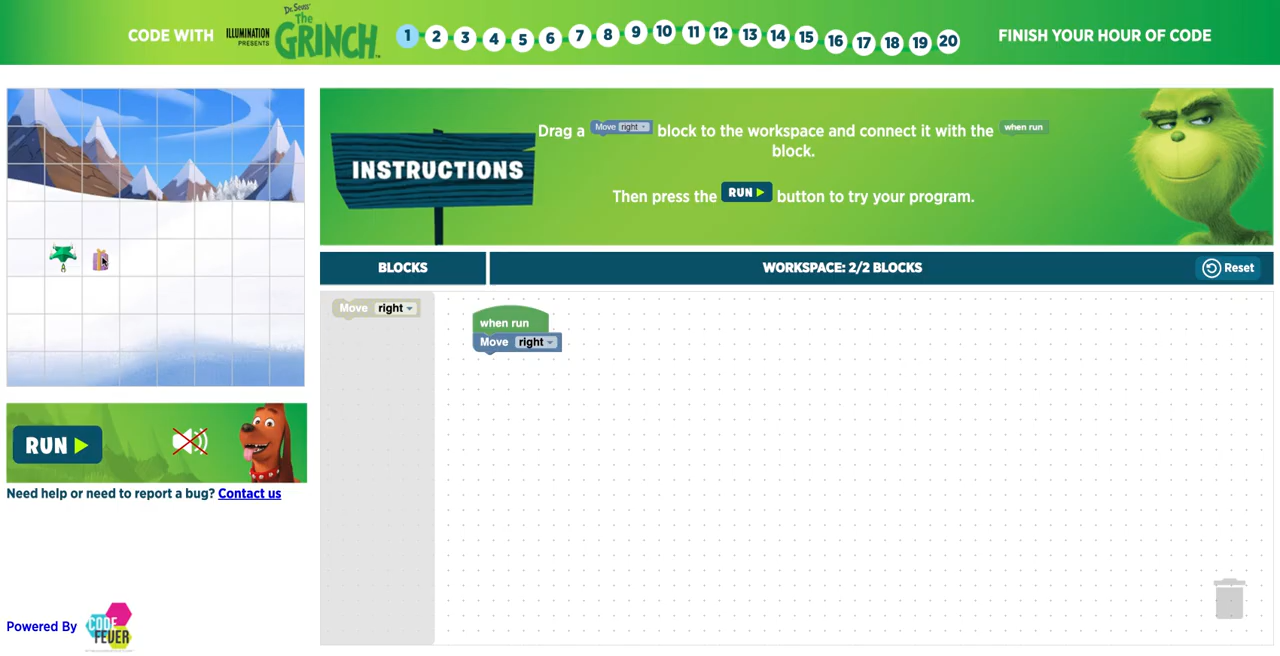 CODE WITH
ILLUMINATION
PRESENTS
Dr. Seuss'
The
GRINCH
1 2 3 4 5 6 7 8 9 10 11 12 13 14 15 16 17 18 19 20
FINISH YOUR HOUR OF CODE
INSTRUCTIONS
Drag a Move right block to the workspace and connect it with the when run
block.
Then press the RUN button to try your program.
BLOCKS
WORKSPACE: 2/2 BLOCKS
Reset
Move right
when run
Move right
RUN
Need help or need to report a bug? Contact us
Powered By
CODE
FEVER